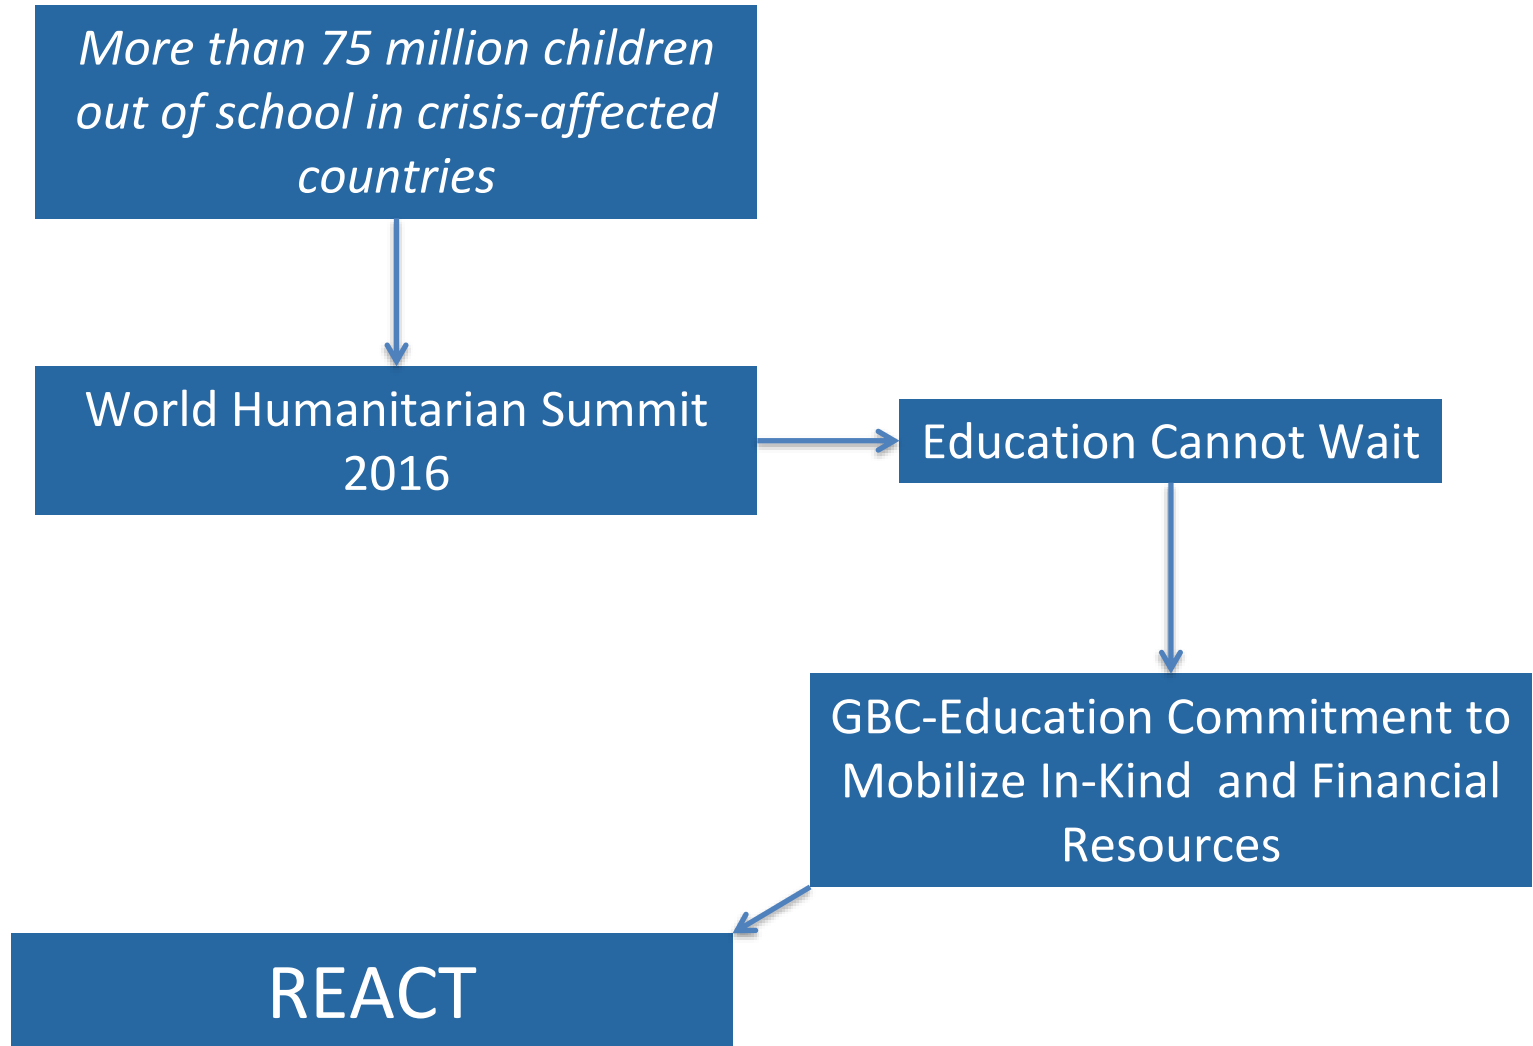 More than 75 million children
out of school in crisis-affected
countries
World Humanitarian Summit
2016
Education Cannot Wait
GBC-Education Commitment to
Mobilize In-Kind  and Financial
Resources
REACT